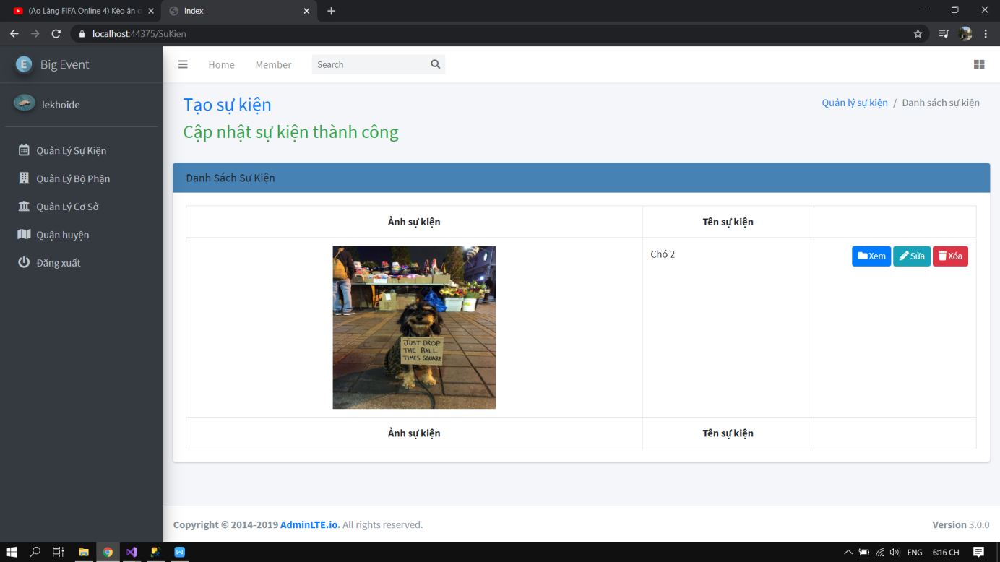 (Ao Làng FIFA Online 4) Kèo ăn
Index
localhost:44375/SuKien
E
Big Event
Home
Member
Search
lekhoide
Tạo sự kiện
Quản lý sự kiện / Danh sách sự kiện
Cập nhật sự kiện thành công
Quản Lý Sự Kiện
Quản Lý Bộ Phận
Quản Lý Cơ Sở
Quận huyện
Đăng xuất
Danh Sách Sự Kiện
Ảnh sự kiện
Tên sự kiện
JUST DROP
THE BALL
TIMES SQUARE
Chó 2
Xem
Sửa
Xóa
Ảnh sự kiện
Tên sự kiện
Copyright © 2014-2019 AdminLTE.io. All rights reserved.
Version 3.0.0
ENG
6:16 CH